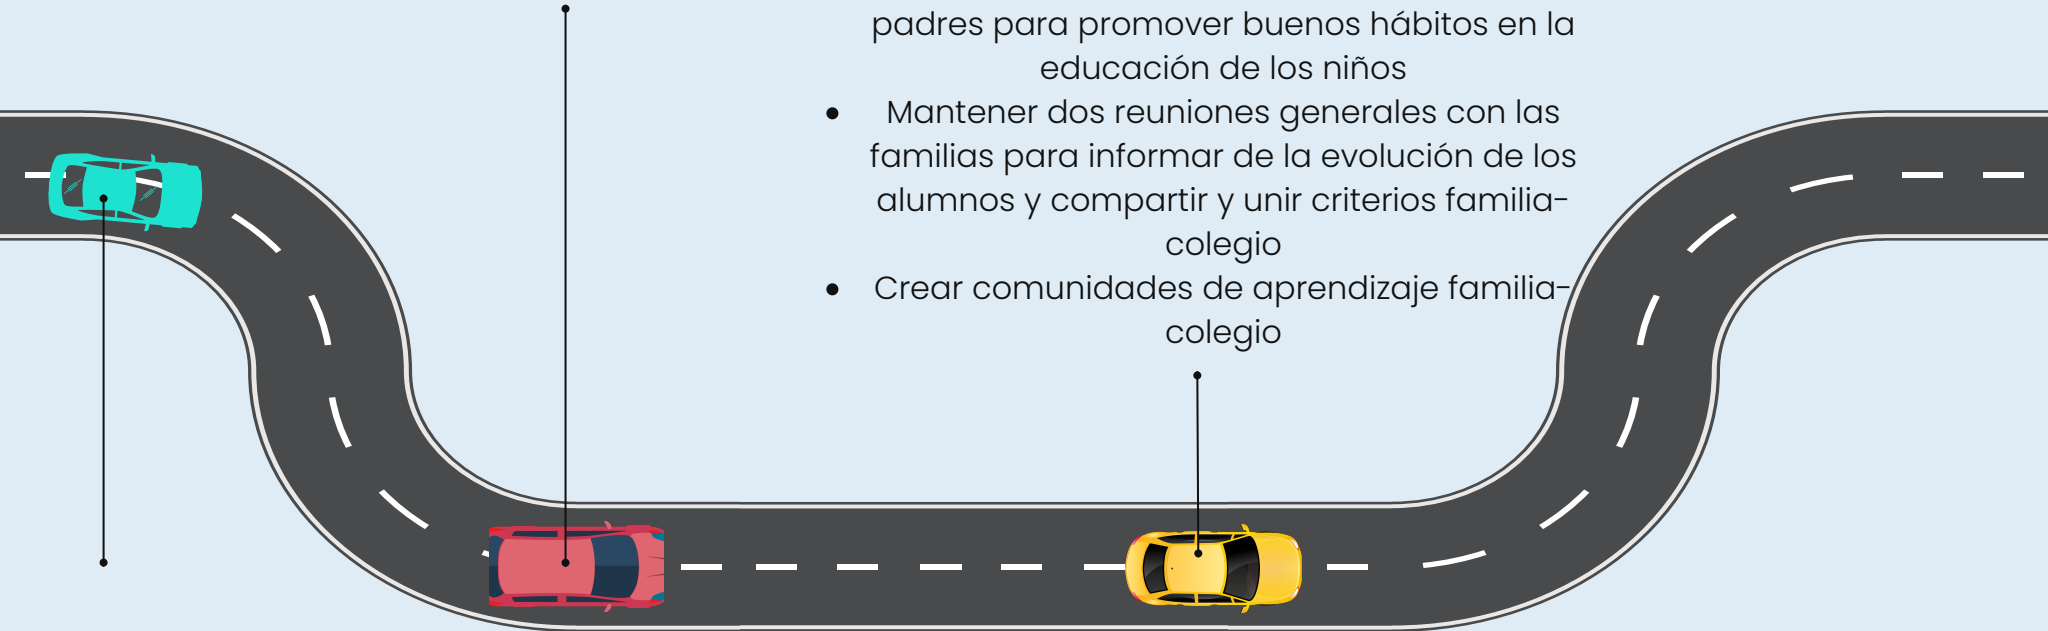 padres para promover buenos hábitos en la
educación de los niños
• Mantener dos reuniones generales con las
familias para informar de la evolución de los
alumnos y compartir y unir criterios familia-
colegio
• Crear comunidades de aprendizaje familia-
colegio